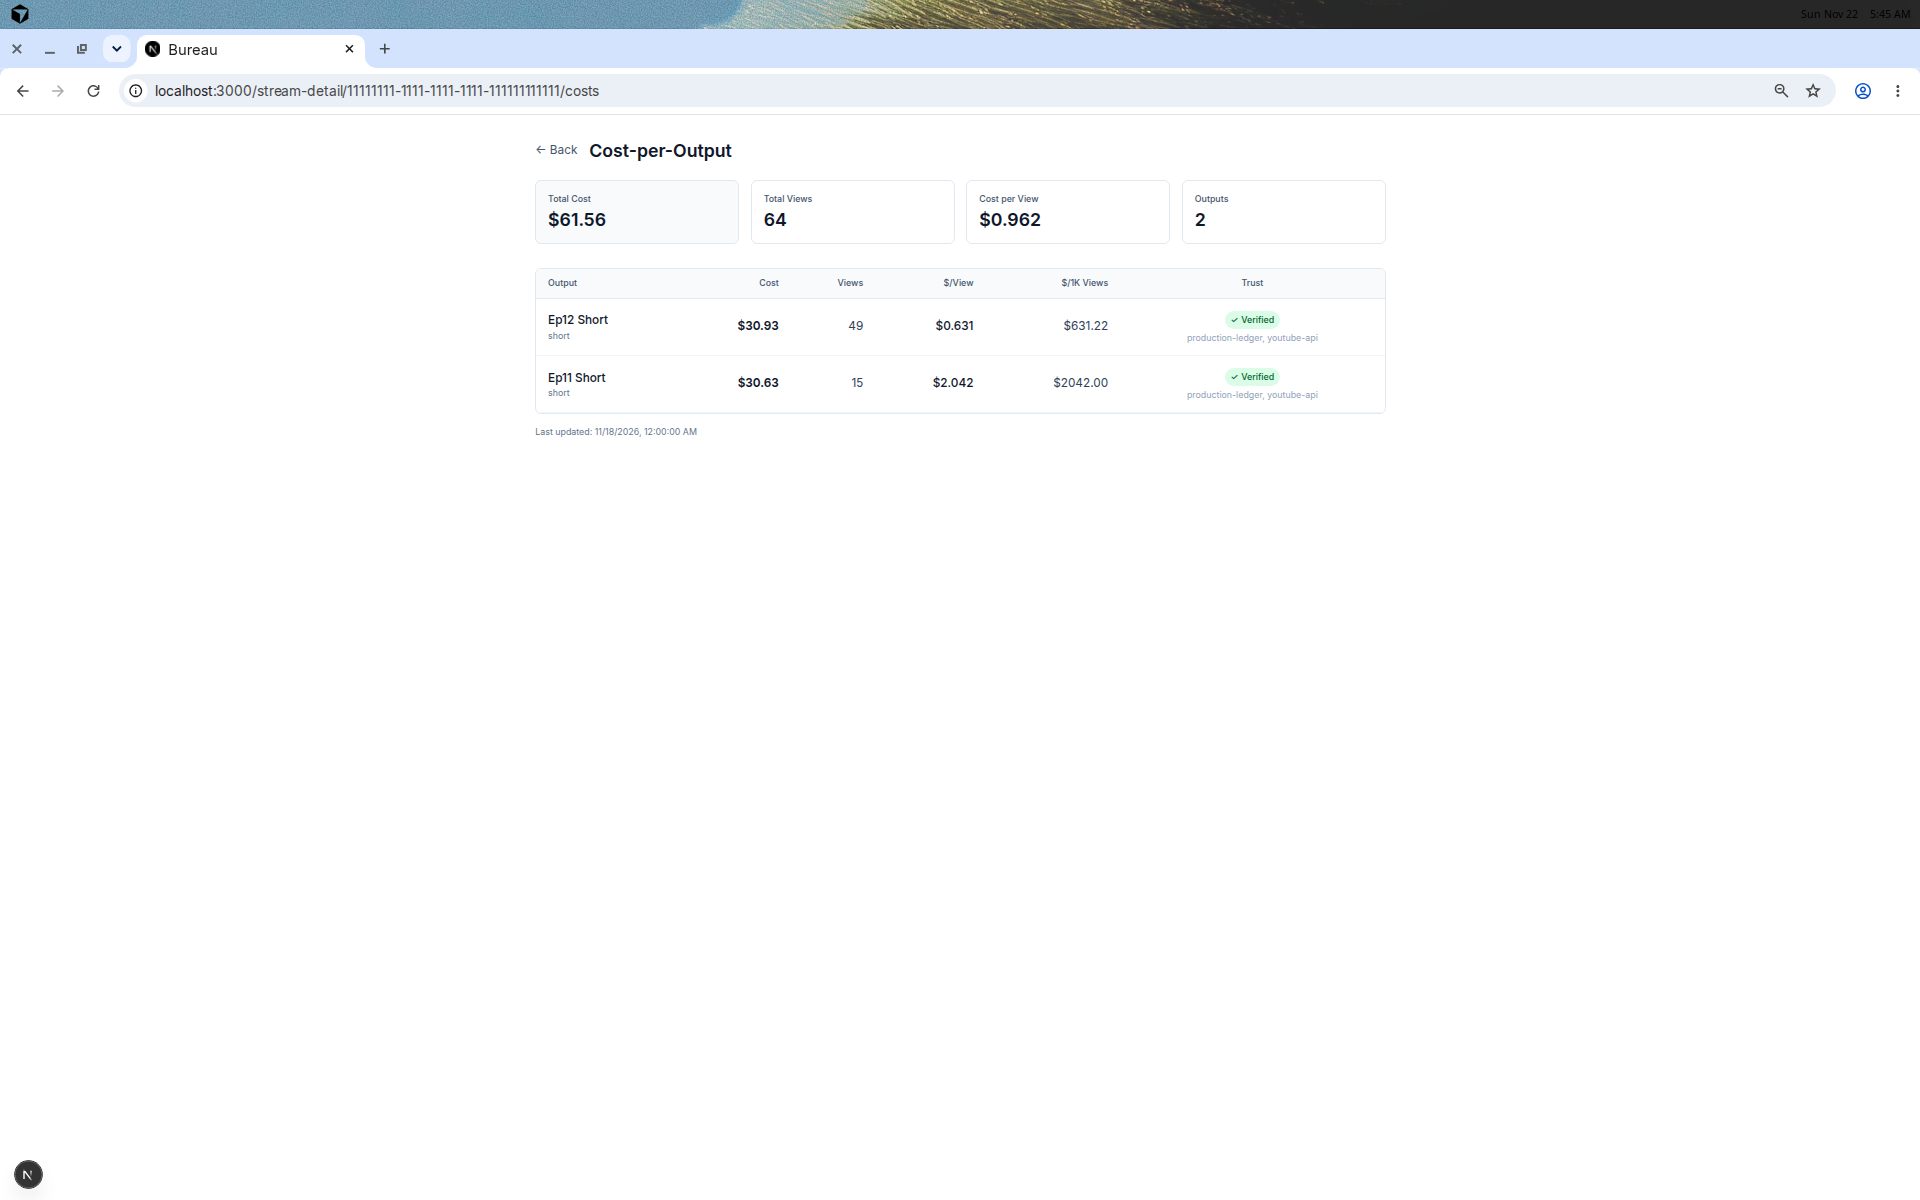 Sun Nov 22 5:45 AM
Bureau
localhost:3000/stream-detail/11111111-1111-1111-1111-111111111111/costs
← Back Cost-per-Output
Total Cost Total Views Cost per View Outputs
$61.56 64 $0.962 2
Output Cost Views $/View $/1K Views Trust
Ep12 Short $30.93 49 $0.631 $631.22 ✓ Verified
short production-ledger, youtube-api
Ep11 Short $30.63 15 $2.042 $2042.00 ✓ Verified
short production-ledger, youtube-api
Last updated: 11/18/2026, 12:00:00 AM
N